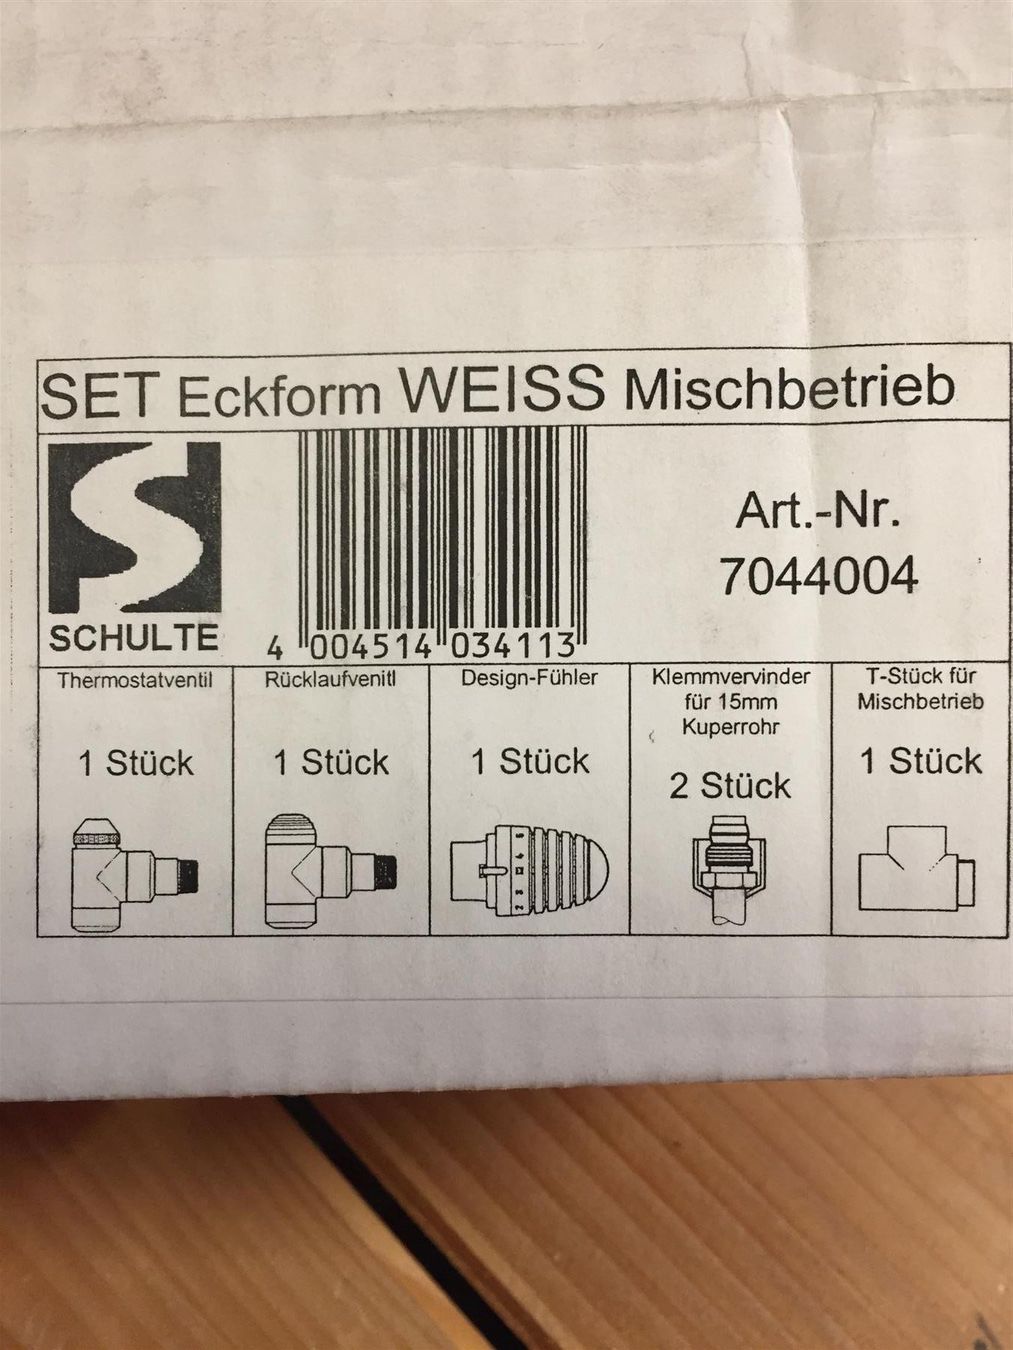 SET Eckform WEISS Mischbetrieb
SCHULTE
4 004514 034113
Art.-Nr.
7044004
Thermostatventil
1 Stück
Rücklaufvenitl
1 Stück
Design-Fühler
1 Stück
Klemmvervinder
für 15mm
Kuperrohr
2 Stück
T-Stück für
Mischbetrieb
1 Stück